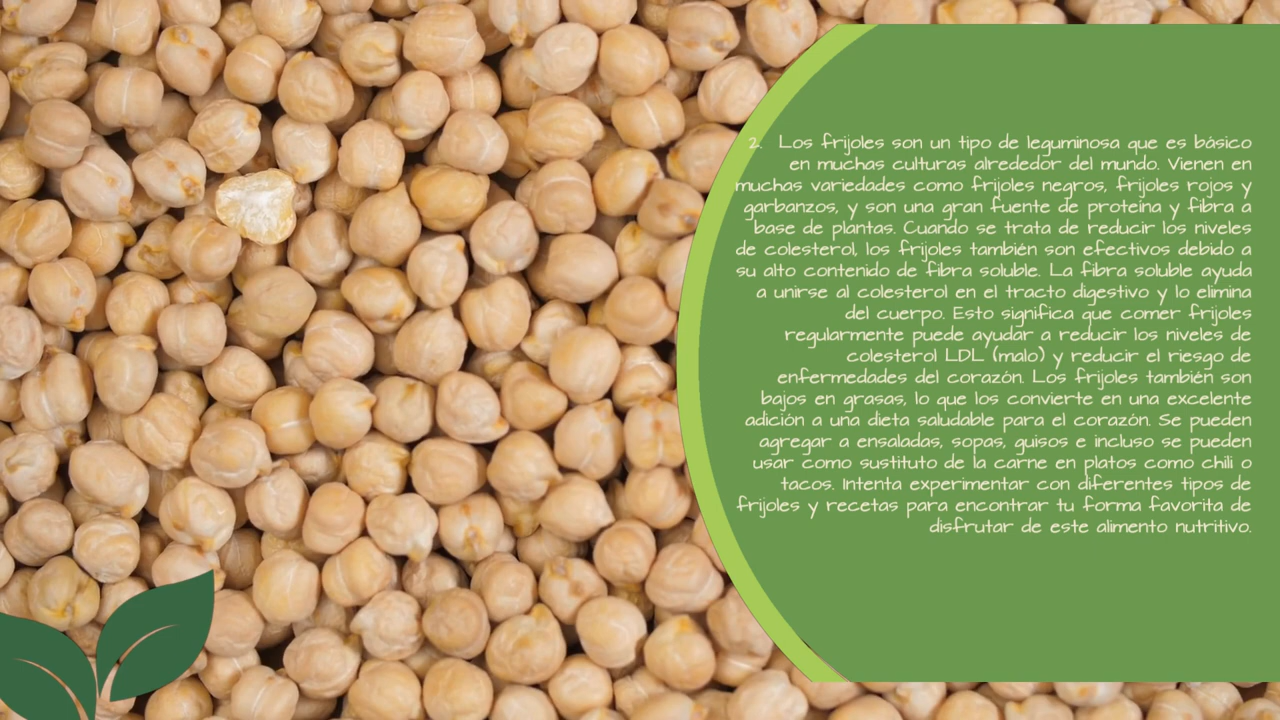 2. Los frijoles son un tipo de leguminosa que es básico
en muchas culturas alrededor del mundo. Vienen en
muchas variedades como frijoles negros, frijoles rojos y
garbanzos, y son una gran fuente de proteína y fibra a
base de plantas. Cuando se trata de reducir los niveles
de colesterol, los frijoles también son efectivos debido a
su alto contenido de fibra soluble. La fibra soluble ayuda
a unirse al colesterol en el tracto digestivo y lo elimina
del cuerpo. Esto significa que comer frijoles
regularmente puede ayudar a reducir los niveles de
colesterol LDL (malo) y reducir el riesgo de
enfermedades del corazón. Los frijoles también son
bajos en grasas, lo que los convierte en una excelente
adición a una dieta saludable para el corazón. Se pueden
agregar a ensaladas, sopas, guisos e incluso se pueden
usar como sustituto de la carne en platos como chili o
tacos. Intenta experimentar con diferentes tipos de
frijoles y recetas para encontrar tu forma favorita de
disfrutar de este alimento nutritivo.